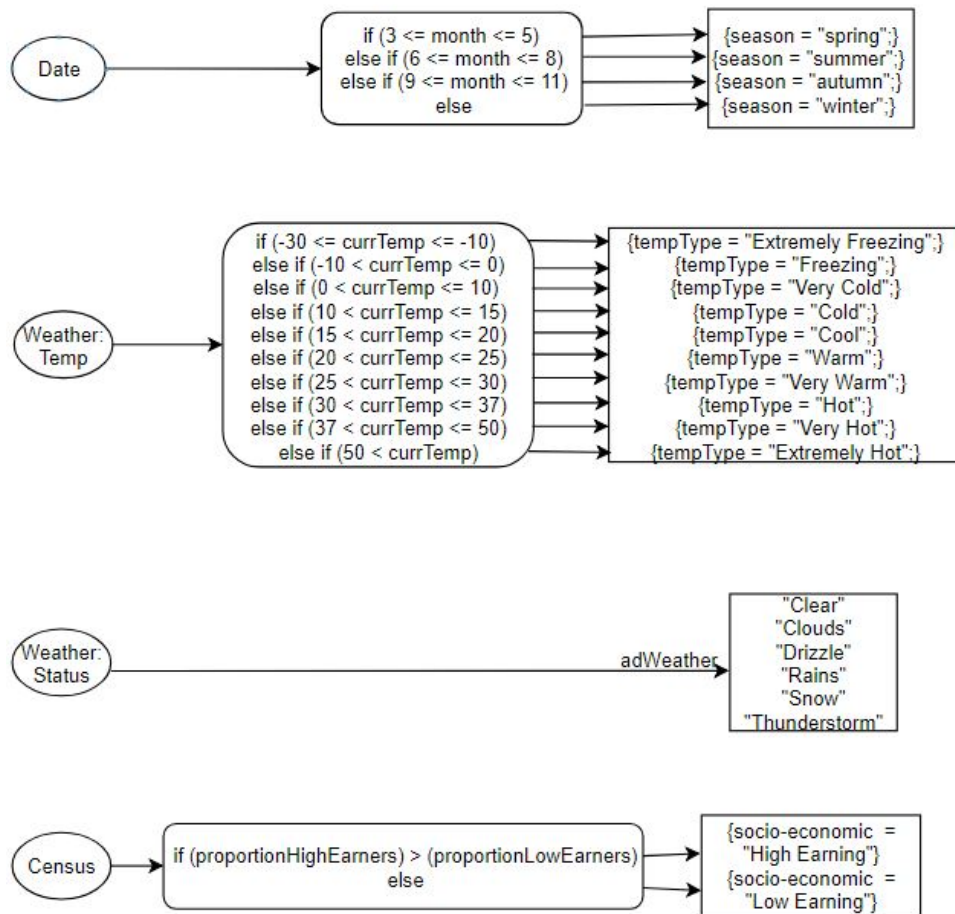 Date
if (3 <= month <= 5)
else if (6 <= month <= 8)
else if (9 <= month <= 11)
else
{season = "spring";}
{season = "summer";}
{season = "autumn";}
{season = "winter";}
Weather:
Temp
if (-30 <= currTemp <= -10)
else if (-10 < currTemp <= 0)
else if (0 < currTemp <= 10)
else if (10 < currTemp <= 15)
else if (15 < currTemp <= 20)
else if (20 < currTemp <= 25)
else if (25 < currTemp <= 30)
else if (30 < currTemp <= 37)
else if (37 < currTemp <= 50)
else if (50 < currTemp)
{tempType = "Extremely Freezing";}
{tempType = "Freezing";}
{tempType = "Very Cold";}
{tempType = "Cold";}
{tempType = "Cool";}
{tempType = "Warm";}
{tempType = "Very Warm";}
{tempType = "Hot";}
{tempType = "Very Hot";}
{tempType = "Extremely Hot";}
Weather:
Status
adWeather
"Clear"
"Clouds"
"Drizzle"
"Rains"
"Snow"
"Thunderstorm"
Census
if (proportionHighEarners) > (proportionLowEarners)
else
{socio-economic =
"High Earning"}
{socio-economic =
"Low Earning"}